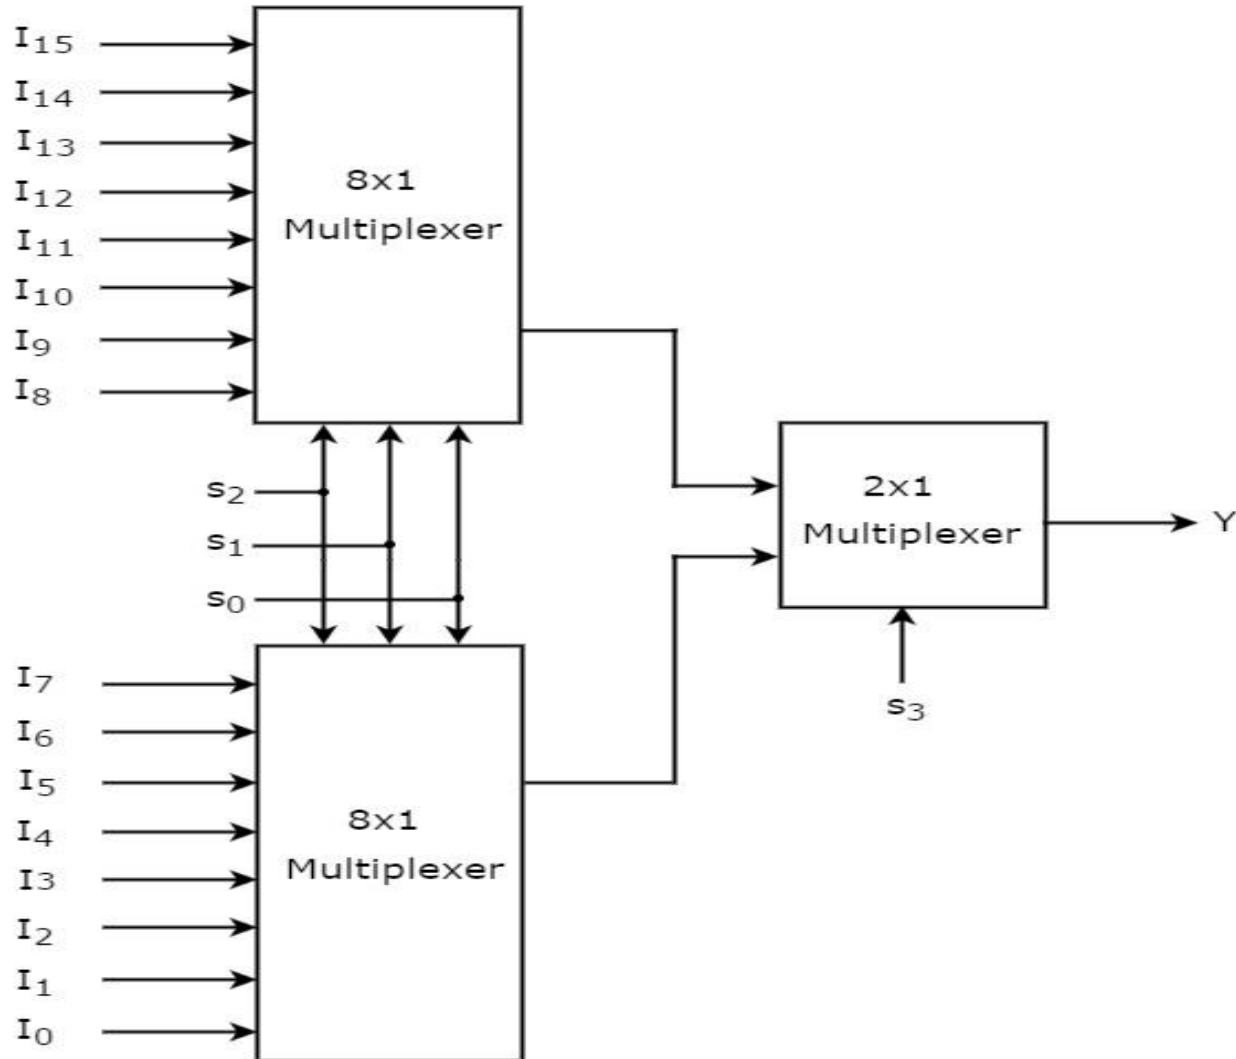 I₁₅
I₁₄
I₁₃
I₁₂
I₁₁
I₁₀
I₉
I₈
8x1
Multiplexer
s₂
s₁
s₀
2x1
Multiplexer
Y
s₃
I₇
I₆
I₅
I₄
I3
I₂
I₁
I₀
8x1
Multiplexer